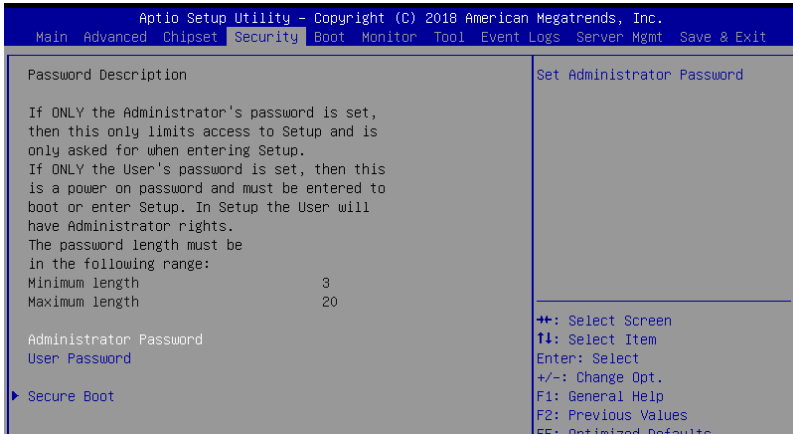 Aptio Setup Utility – Copyright (C) 2018 American Megatrends, Inc.
Main Advanced Chipset Security Boot Monitor Tool Event Logs Server Mgmt Save & Exit
Password Description
If ONLY the Administrator's password is set,
then this only limits access to Setup and is
only asked for when entering Setup.
If ONLY the User's password is set, then this
is a power on password and must be entered to
boot or enter Setup. In Setup the User will
have Administrator rights.
The password length must be
in the following range:
Minimum length 3
Maximum length 20
Administrator Password
User Password
Secure Boot
Set Administrator Password
→←: Select Screen
↑↓: Select Item
Enter: Select
+/-: Change Opt.
F1: General Help
F2: Previous Values
Optimized Defaults